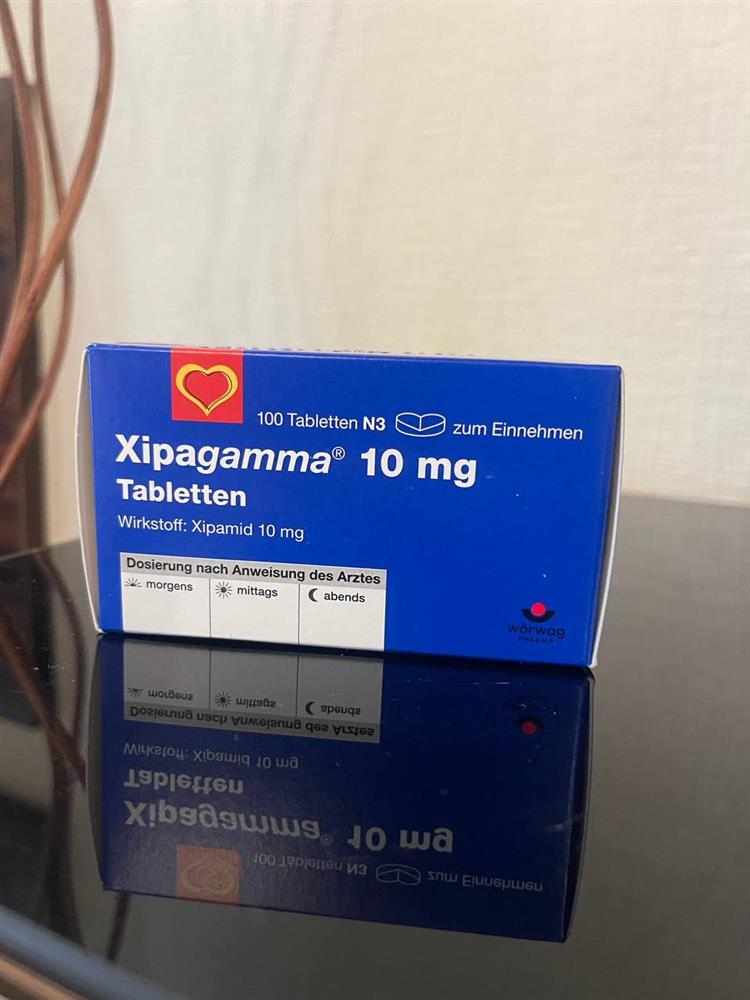 100 Tabletten N3 zum Einnehmen
Xipagamma® 10 mg
Tabletten
Wirkstoff: Xipamid 10 mg
Dosierung nach Anweisung des Arztes
morgens mittags abends
wörwag
PHARMA